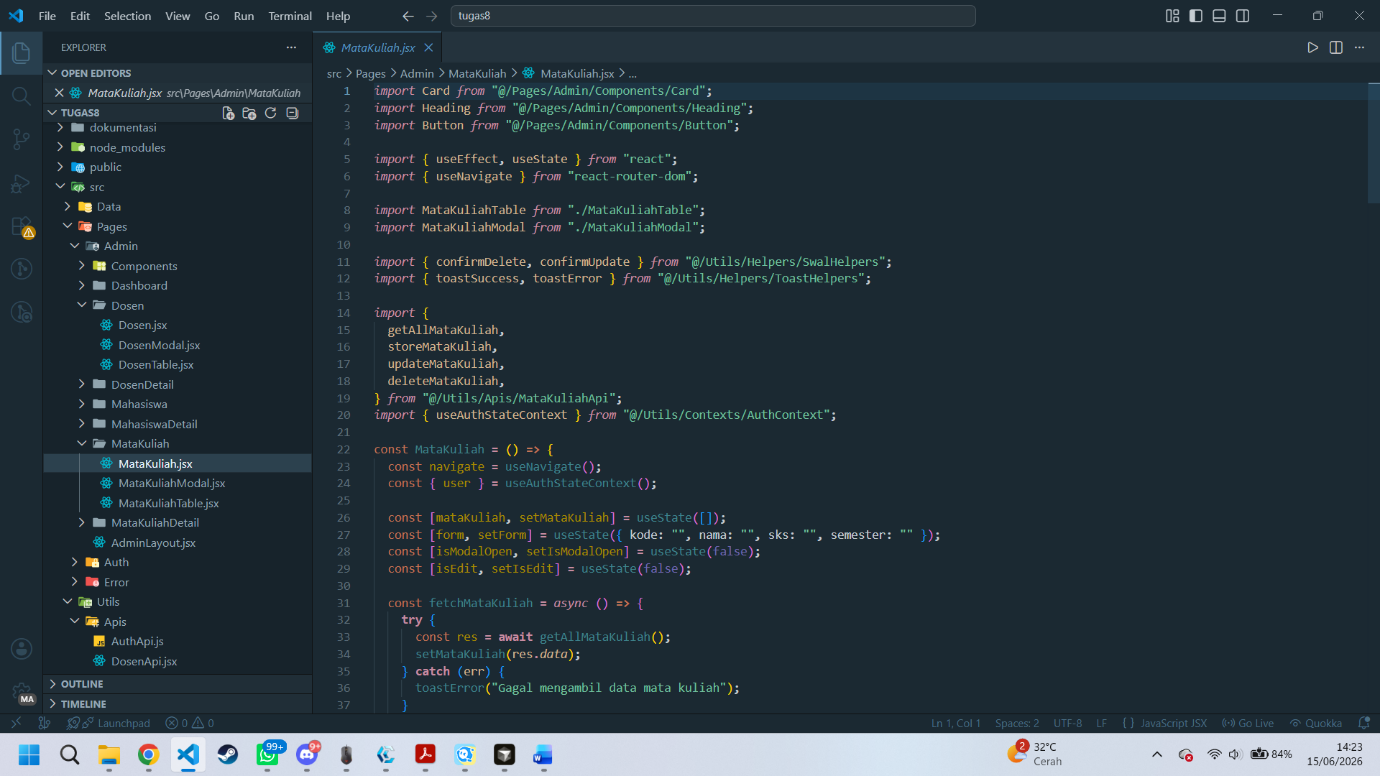 File Edit Selection View Go Run Terminal Help
tugas8
EXPLORER
OPEN EDITORS
MataKuliah.jsx src\Pages\Admin\MataKuliah
TUGAS8
dokumentasi
node_modules
public
src
Data
Pages
Admin
Components
Dashboard
Dosen
Dosen.jsx
DosenModal.jsx
DosenTable.jsx
DosenDetail
Mahasiswa
MahasiswaDetail
MataKuliah
MataKuliah.jsx
MataKuliahModal.jsx
MataKuliahTable.jsx
MataKuliahDetail
AdminLayout.jsx
Auth
Error
Utils
Apis
AuthApi.js
DosenApi.jsx
OUTLINE
TIMELINE
MataKuliah.jsx
src > Pages > Admin > MataKuliah > MataKuliah.jsx > ...
1 import Card from "@/Pages/Admin/Components/Card";
2 import Heading from "@/Pages/Admin/Components/Heading";
3 import Button from "@/Pages/Admin/Components/Button";
4
5 import { useEffect, useState } from "react";
6 import { useNavigate } from "react-router-dom";
7
8 import MataKuliahTable from "./MataKuliahTable";
9 import MataKuliahModal from "./MataKuliahModal";
10
11 import { confirmDelete, confirmUpdate } from "@/Utils/Helpers/SwalHelpers";
12 import { toastSuccess, toastError } from "@/Utils/Helpers/ToastHelpers";
13
14 import {
15 getAllMataKuliah,
16 storeMataKuliah,
17 updateMataKuliah,
18 deleteMataKuliah,
19 } from "@/Utils/Apis/MataKuliahApi";
20 import { useAuthStateContext } from "@/Utils/Contexts/AuthContext";
21
22 const MataKuliah = () => {
23 const navigate = useNavigate();
24 const { user } = useAuthStateContext();
25
26 const [mataKuliah, setMataKuliah] = useState([]);
27 const [form, setForm] = useState({ kode: "", nama: "", sks: "", semester: "" });
28 const [isModalOpen, setIsModalOpen] = useState(false);
29 const [isEdit, setIsEdit] = useState(false);
30
31 const fetchMataKuliah = async () => {
32 try {
33 const res = await getAllMataKuliah();
34 setMataKuliah(res.data);
35 } catch (err) {
36 toastError("Gagal mengambil data mata kuliah");
37 }
MA
Launchpad 0 0
Ln 1, Col 1 Spaces: 2 UTF-8 LF { } JavaScript JSX Go Live Quokka
99+
9+
2
32°C
Cerah
84%
14:23
15/06/2026